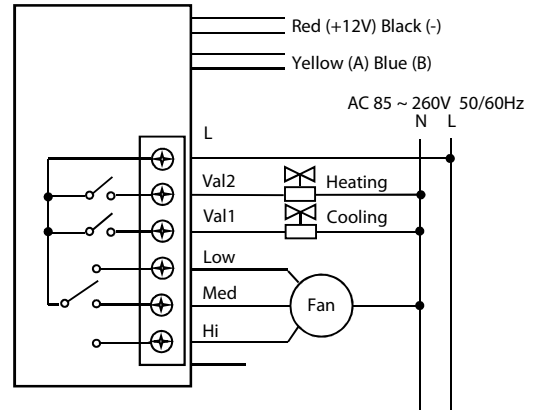 Red (+12V) Black (-)
Yellow (A) Blue (B)
AC 85 ~ 260V 50/60Hz
N L
L
Val2
Heating
Val1
Cooling
Low
Med
Fan
Hi